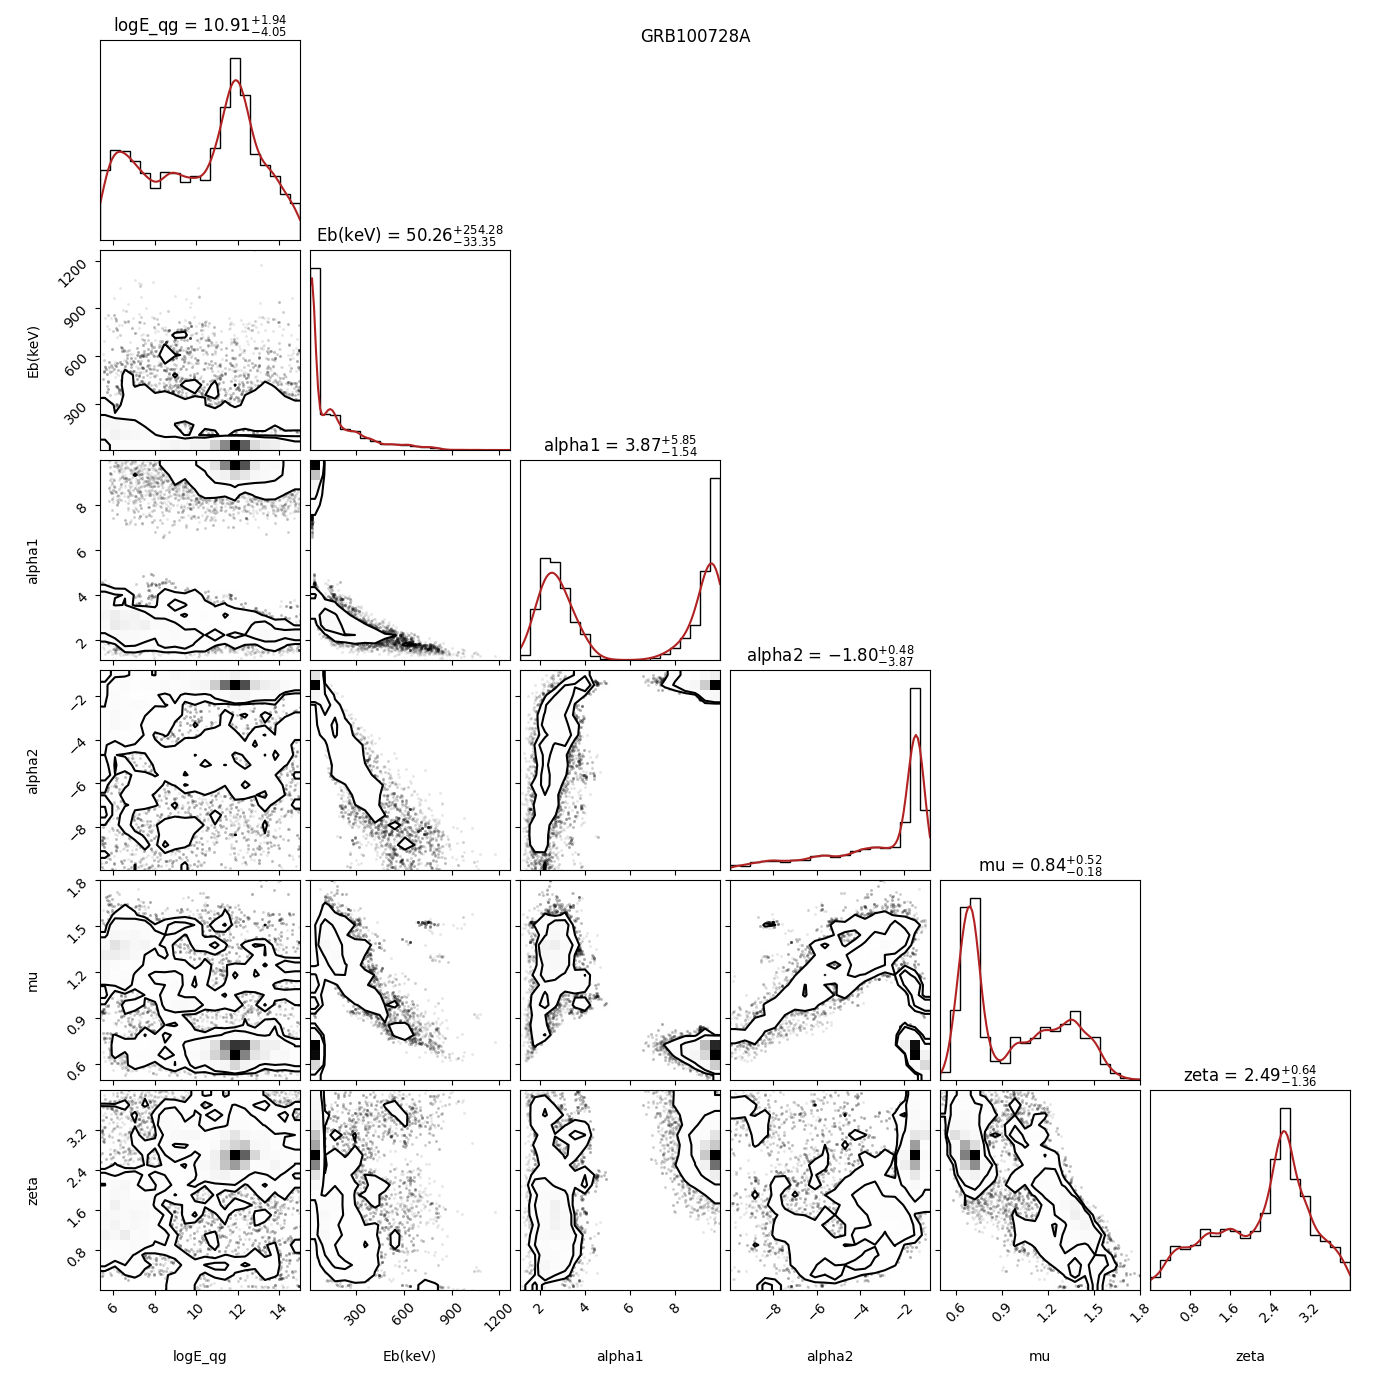 GRB100728A
logE_qg = 10.91+1.94−4.05
Eb(keV) = 50.26+254.28−33.35
1200
900
600
300
Eb(keV)
alpha1 = 3.87+5.85−1.54
8
6
4
2
alpha1
alpha2 = −1.80+0.48−3.87
−2
−4
−6
−8
alpha2
mu = 0.84+0.52−0.18
1.8
1.5
1.2
0.9
0.6
mu
zeta = 2.49+0.64−1.36
3.2
2.4
1.6
0.8
zeta
6 8 10 12 14
300 600 900 1200
2 4 6 8
−8 −6 −4 −2
0.6 0.9 1.2 1.5 1.8
0.8 1.6 2.4 3.2
logE_qg Eb(keV) alpha1 alpha2 mu zeta